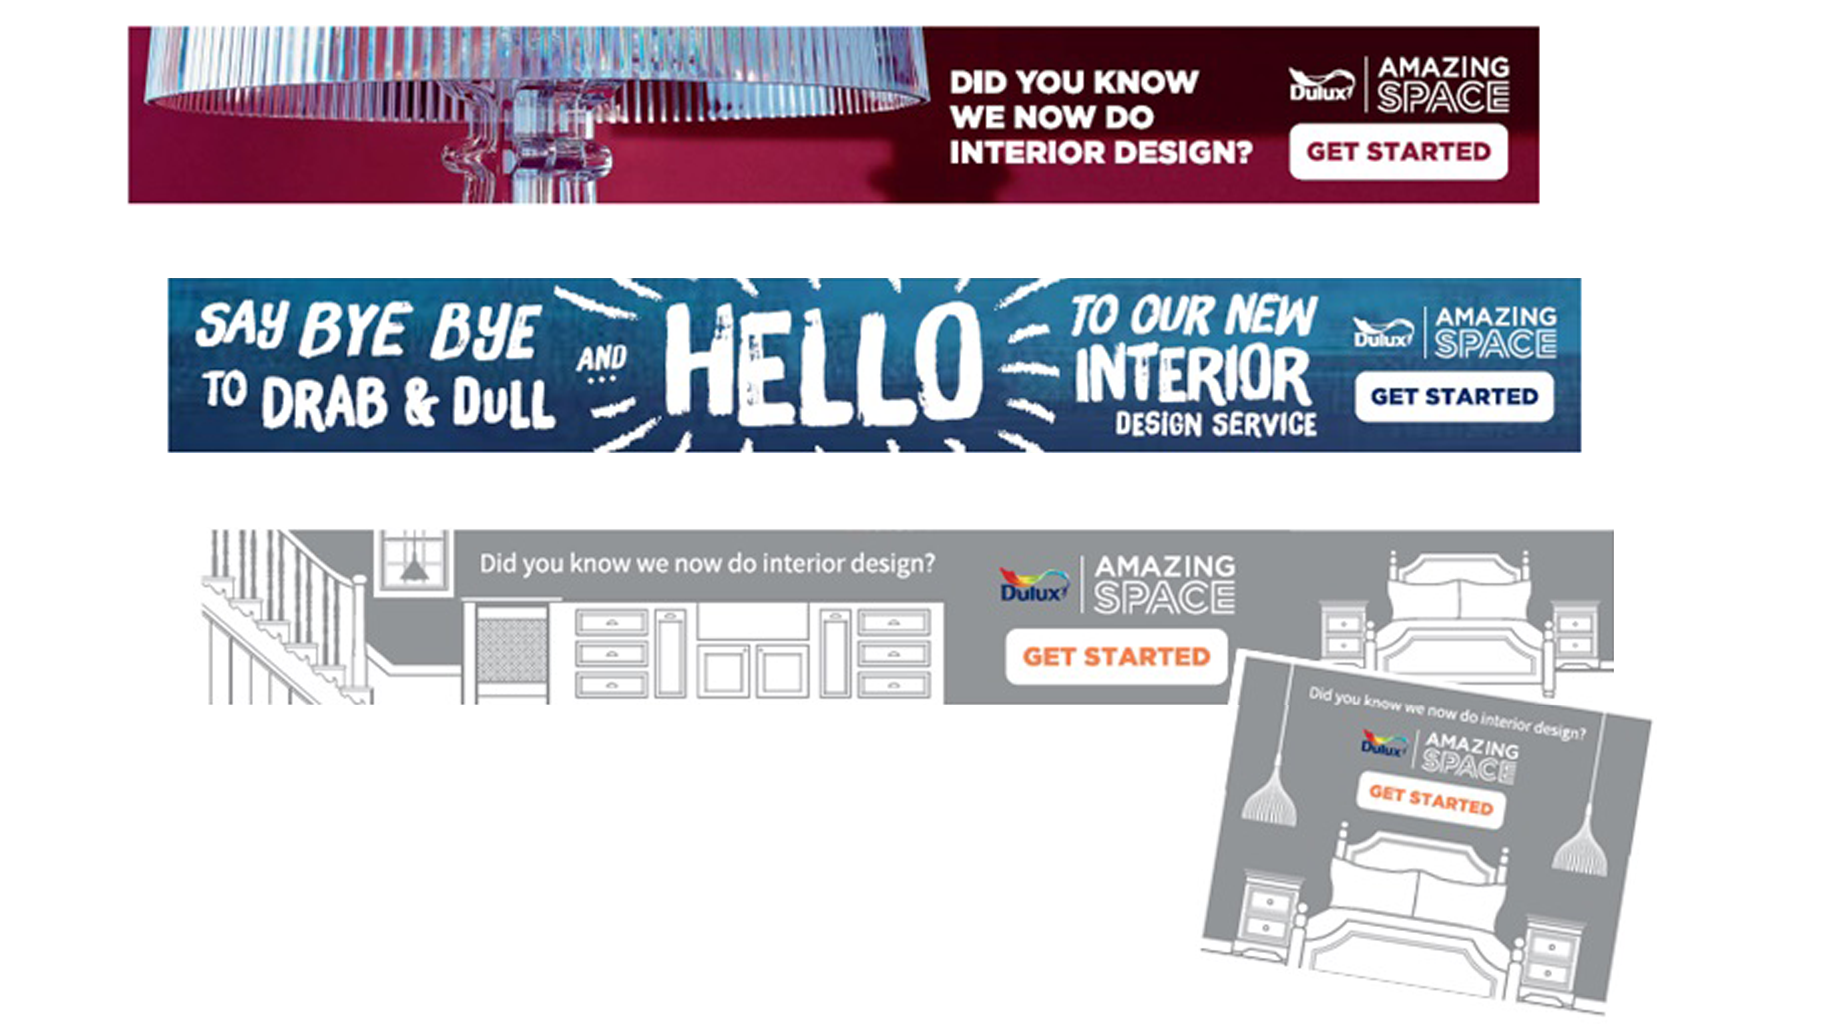 DID YOU KNOW
WE NOW DO
INTERIOR DESIGN?
Dulux
AMAZING
SPACE
GET STARTED
SAY BYE BYE
TO DRAB & DULL
AND
HELLO
TO OUR NEW
INTERIOR
DESIGN SERVICE
Dulux
AMAZING
SPACE
GET STARTED
Did you know we now do interior design?
Dulux
AMAZING
SPACE
GET STARTED
Did you know we now do interior design?
Dulux
AMAZING
SPACE
GET STARTED